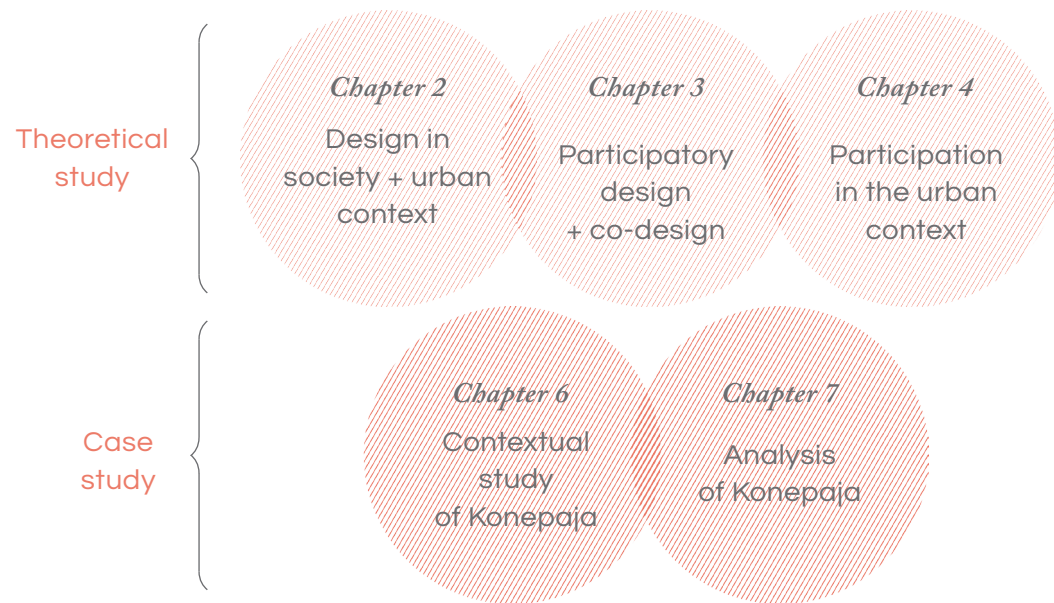 Theoretical
study
Chapter 2
Design in
society + urban
context
Chapter 3
Participatory
design
+ co-design
Chapter 4
Participation
in the urban
context
Case
study
Chapter 6
Contextual
study
of Konepaja
Chapter 7
Analysis
of Konepaja